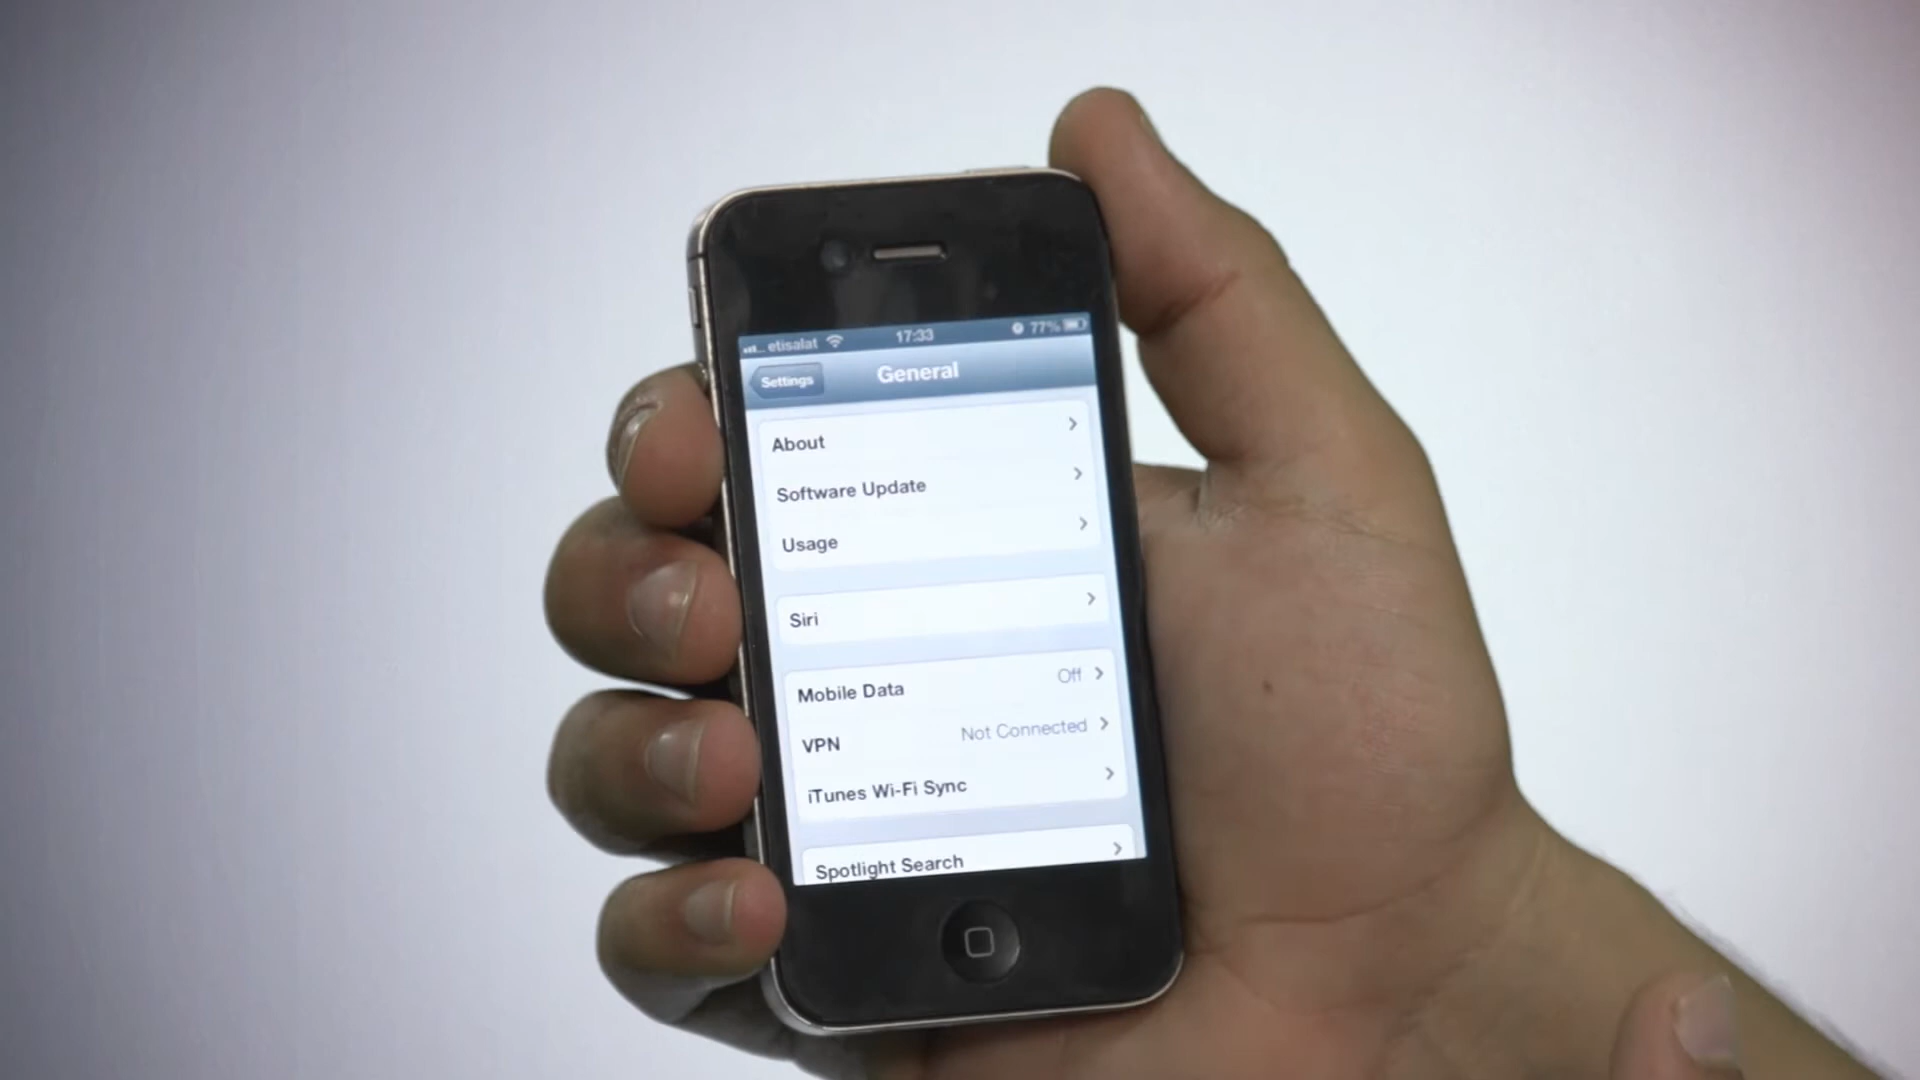 etisalat 17:33 77%
Settings General
About
Software Update
Usage
Siri
Mobile Data Off
VPN Not Connected
iTunes Wi-Fi Sync
Spotlight Search